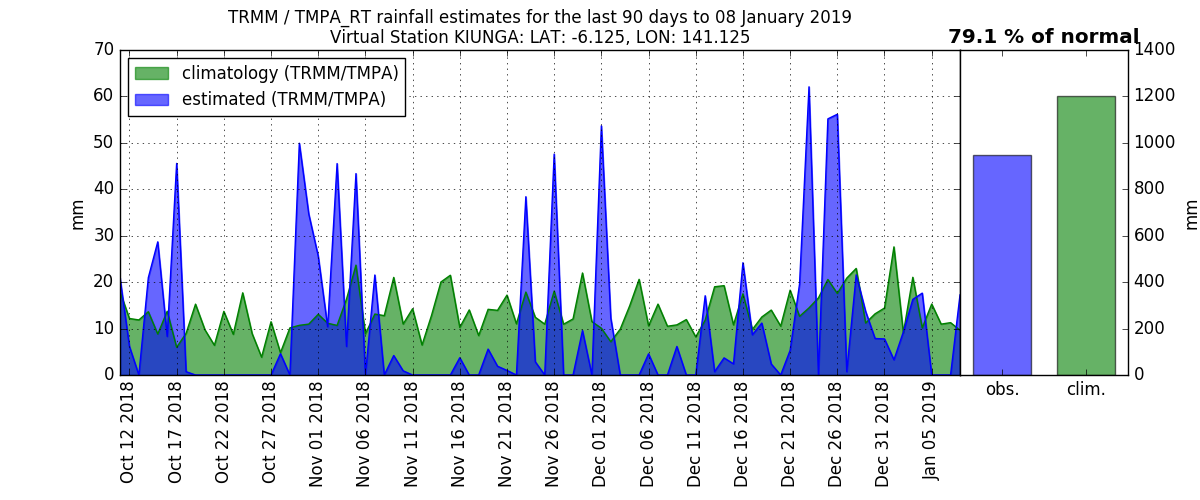 TRMM / TMPA_RT rainfall estimates for the last 90 days to 08 January 2019
Virtual Station KIUNGA: LAT: -6.125, LON: 141.125
79.1 % of normal
climatology (TRMM/TMPA)
estimated (TRMM/TMPA)
70
60
50
40
30
20
10
0
mm
Oct 12 2018
Oct 17 2018
Oct 22 2018
Oct 27 2018
Nov 01 2018
Nov 06 2018
Nov 11 2018
Nov 16 2018
Nov 21 2018
Nov 26 2018
Dec 01 2018
Dec 06 2018
Dec 11 2018
Dec 16 2018
Dec 21 2018
Dec 26 2018
Dec 31 2018
Jan 05 2019
obs.
clim.
1400
1200
1000
800
600
400
200
0
mm